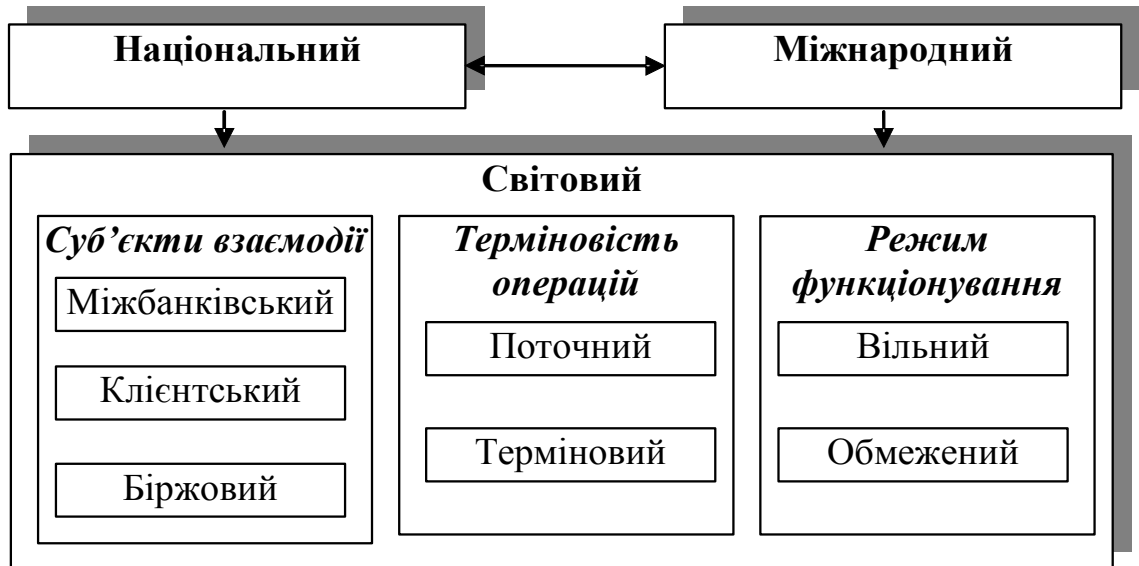 Національний
Міжнародний
Світовий
Суб’єкти взаємодії
Міжбанківський
Клієнтський
Біржовий
Терміновість
операцій
Поточний
Терміновий
Режим
функціонування
Вільний
Обмежений